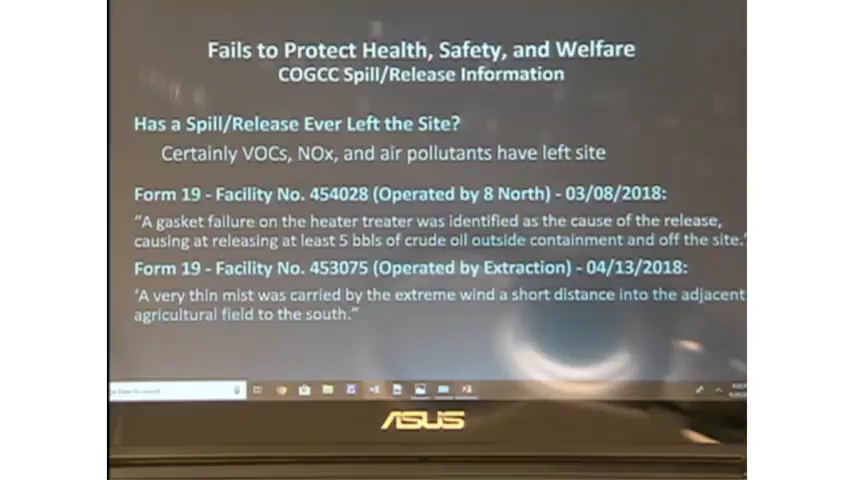 Fails to Protect Health, Safety, and Welfare
COGCC Spill/Release Information
Has a Spill/Release Ever Left the Site?
Certainly VOCs, NOx, and air pollutants have left site
Form 19 - Facility No. 454028 (Operated by 8 North) - 03/08/2018:
"A gasket failure on the heater treater was identified as the cause of the release,
causing at releasing at least 5 bbls of crude oil outside containment and off the site."
Form 19 - Facility No. 453075 (Operated by Extraction) - 04/13/2018:
'A very thin mist was carried by the extreme wind a short distance into the adjacent
agricultural field to the south."
ASUS